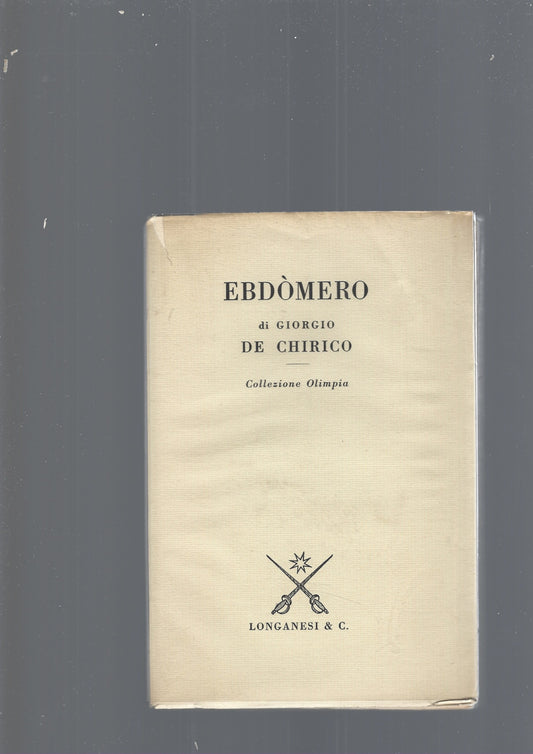 EBDÒMERO
di GIORGIO
DE CHIRICO
Collezione Olimpia
LONGANESI & C.